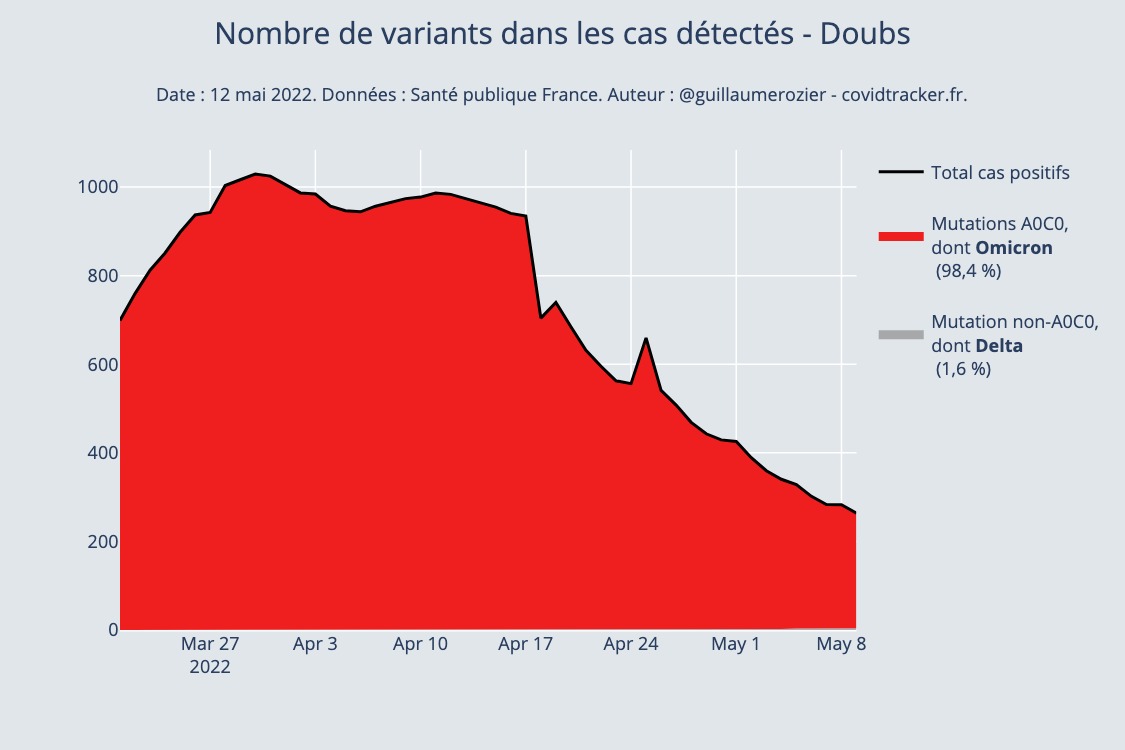 Nombre de variants dans les cas détectés - Doubs
Date : 12 mai 2022. Données : Santé publique France. Auteur : @guillaumerozier - covidtracker.fr.
Total cas positifs
Mutations A0C0,
dont Omicron
(98,4 %)
Mutation non-A0C0,
dont Delta
(1,6 %)
1000
800
600
400
200
0
Mar 27
2022
Apr 3
Apr 10
Apr 17
Apr 24
May 1
May 8